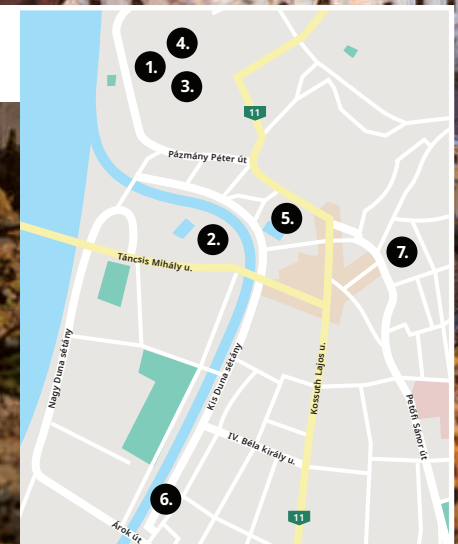 4.
1.
3.
11
Pázmány Péter út
5.
2.
7.
Táncsis Mihály u.
Nagy Duna sétány
Kis Duna sétány
Kossuth Lajos u.
Petőfi Sánor út
IV. Béla király u.
6.
11
Árok út